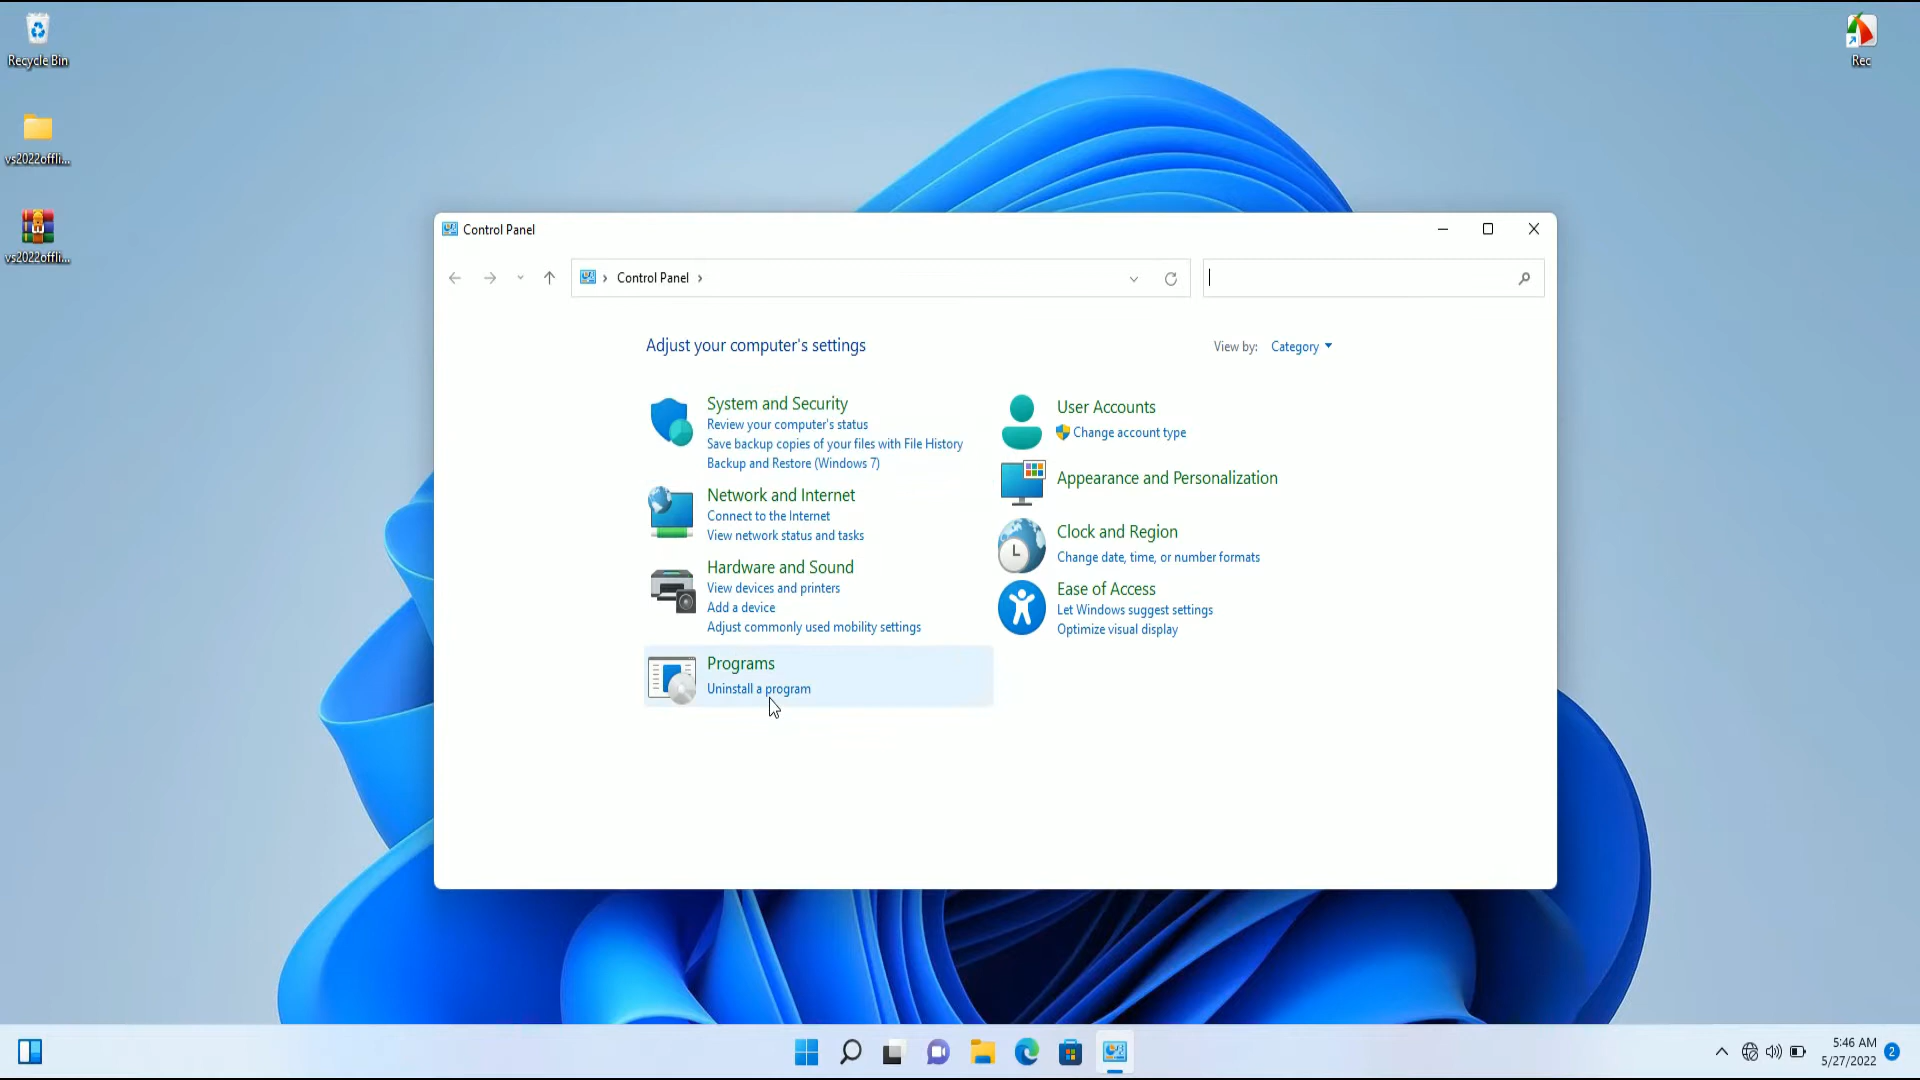 Recycle Bin
vs2022offli...
vs2022offli...
Rec
Control Panel
Control Panel
Adjust your computer's settings
View by: Category
System and Security
Review your computer's status
Save backup copies of your files with File History
Backup and Restore (Windows 7)
Network and Internet
Connect to the Internet
View network status and tasks
Hardware and Sound
View devices and printers
Add a device
Adjust commonly used mobility settings
Programs
Uninstall a program
User Accounts
Change account type
Appearance and Personalization
Clock and Region
Change date, time, or number formats
Ease of Access
Let Windows suggest settings
Optimize visual display
5:46 AM
5/27/2022
2